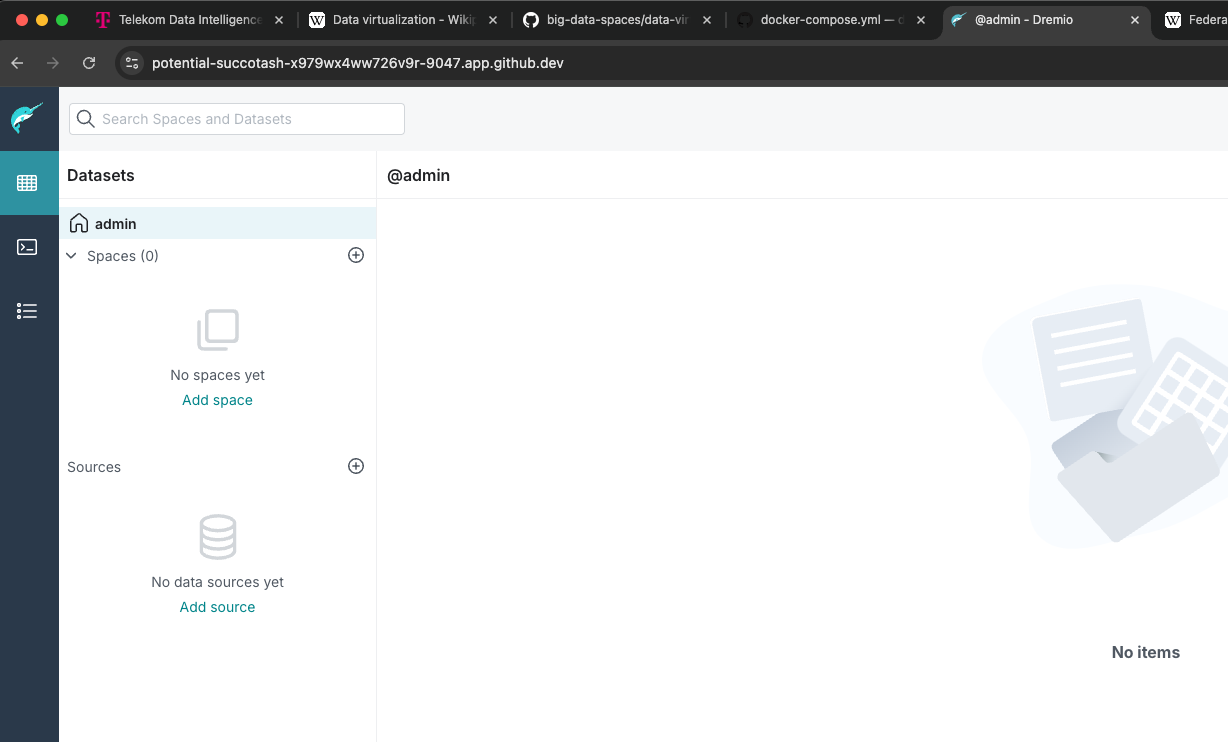 Telekom Data Intelligence
Data virtualization - Wiki
big-data-spaces/data-vir
docker-compose.yml —
@admin - Dremio
Federa
potential-succotash-x979wx4ww726v9r-9047.app.github.dev
Search Spaces and Datasets
Datasets
@admin
admin
Spaces (0)
No spaces yet
Add space
Sources
No data sources yet
Add source
No items